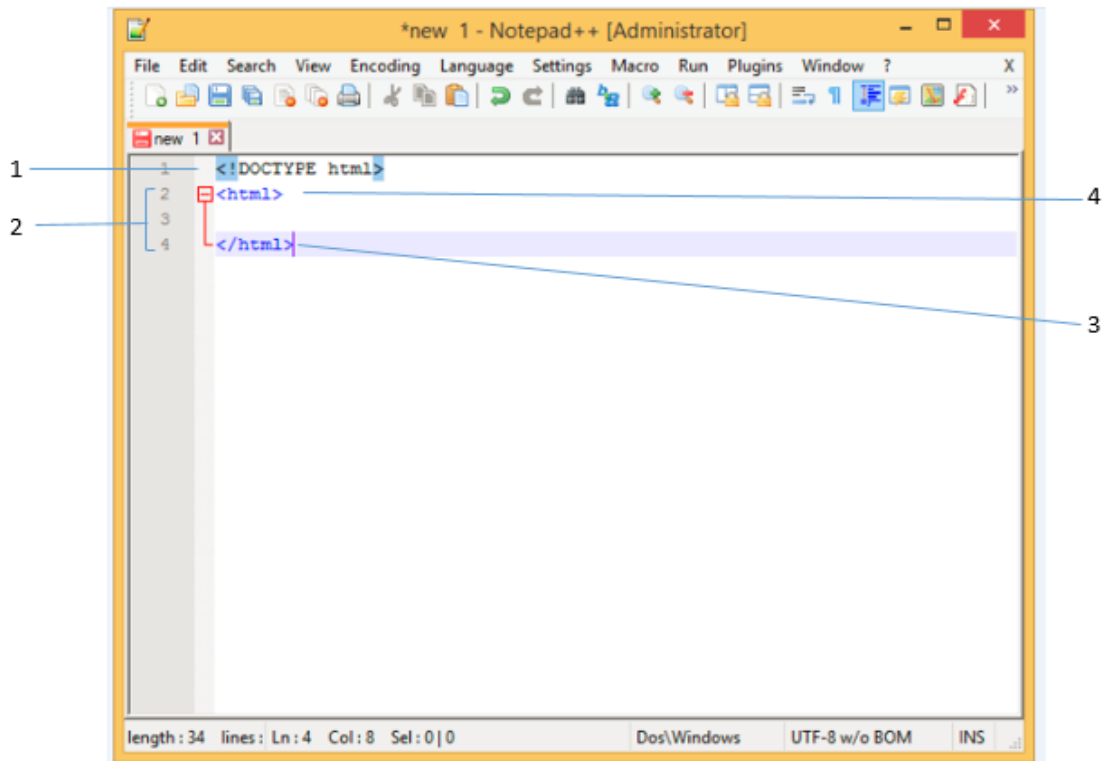 *new 1 - Notepad++ [Administrator]
File Edit Search View Encoding Language Settings Macro Run Plugins Window ? X
new 1
1 1 <!DOCTYPE html>
2 <html> 4
2 3
4 </html>
3
length : 34 lines : Ln : 4 Col : 8 Sel : 0 | 0 Dos\Windows UTF-8 w/o BOM INS